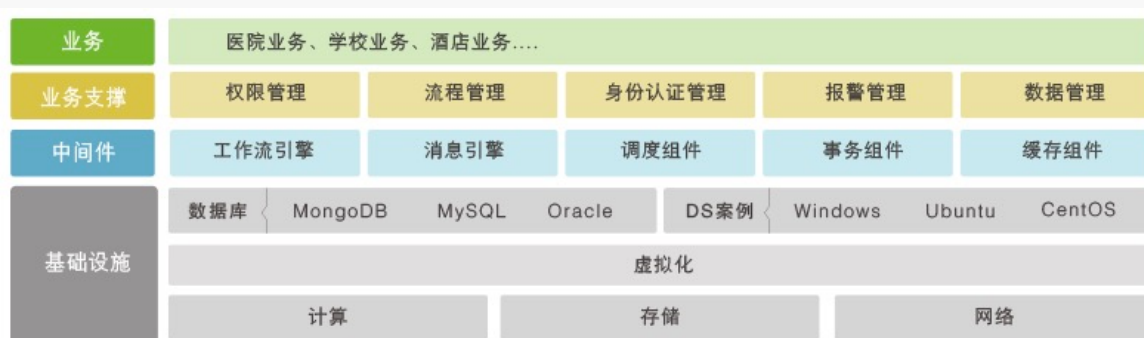 业务 医院业务、学校业务、酒店业务....
业务支撑 权限管理 流程管理 身份认证管理 报警管理 数据管理
中间件 工作流引擎 消息引擎 调度组件 事务组件 缓存组件
数据库 MongoDB MySQL Oracle DS案例 Windows Ubuntu CentOS
基础设施 虚拟化
计算 存储 网络